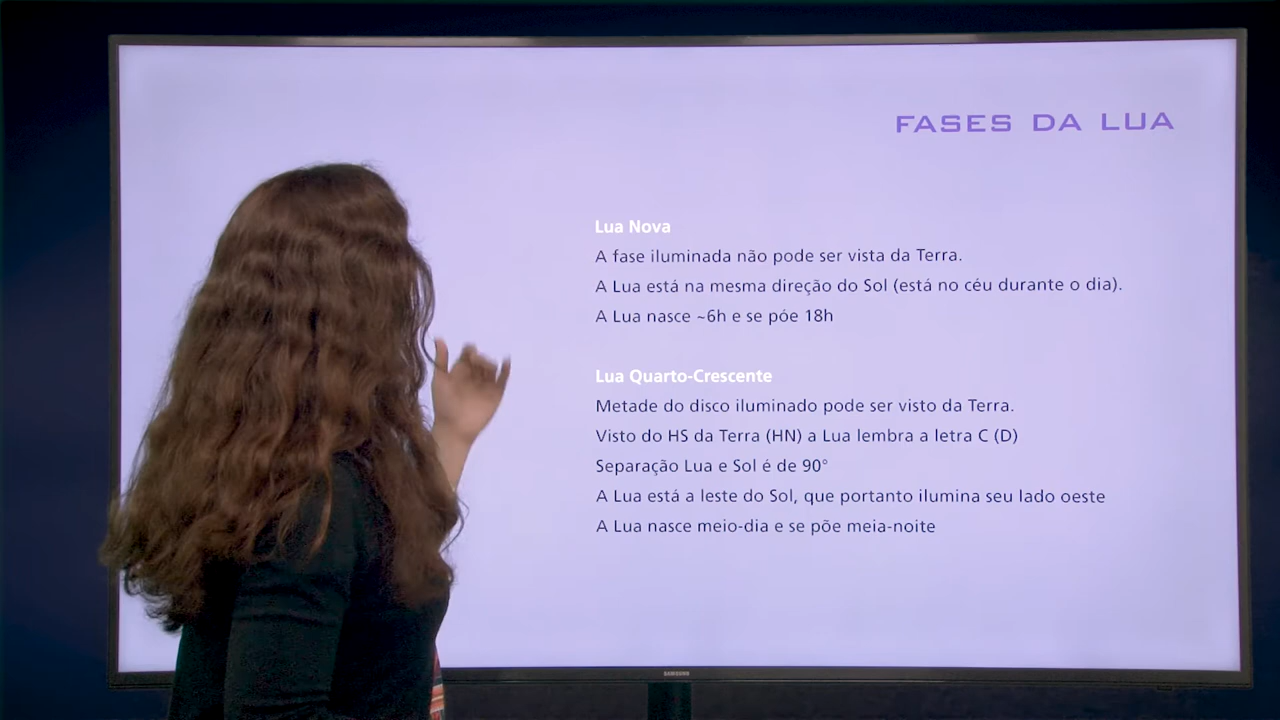 FASES DA LUA
Lua Nova
A fase iluminada não pode ser vista da Terra.
A Lua está na mesma direção do Sol (está no céu durante o dia).
A Lua nasce ~6h e se póe 18h
Lua Quarto-Crescente
Metade do disco iluminado pode ser visto da Terra.
Visto do HS da Terra (HN) a Lua lembra a letra C (D)
Separação Lua e Sol é de 90°
A Lua está a leste do Sol, que portanto ilumina seu lado oeste
A Lua nasce meio-dia e se põe meia-noite
SAMSUNG